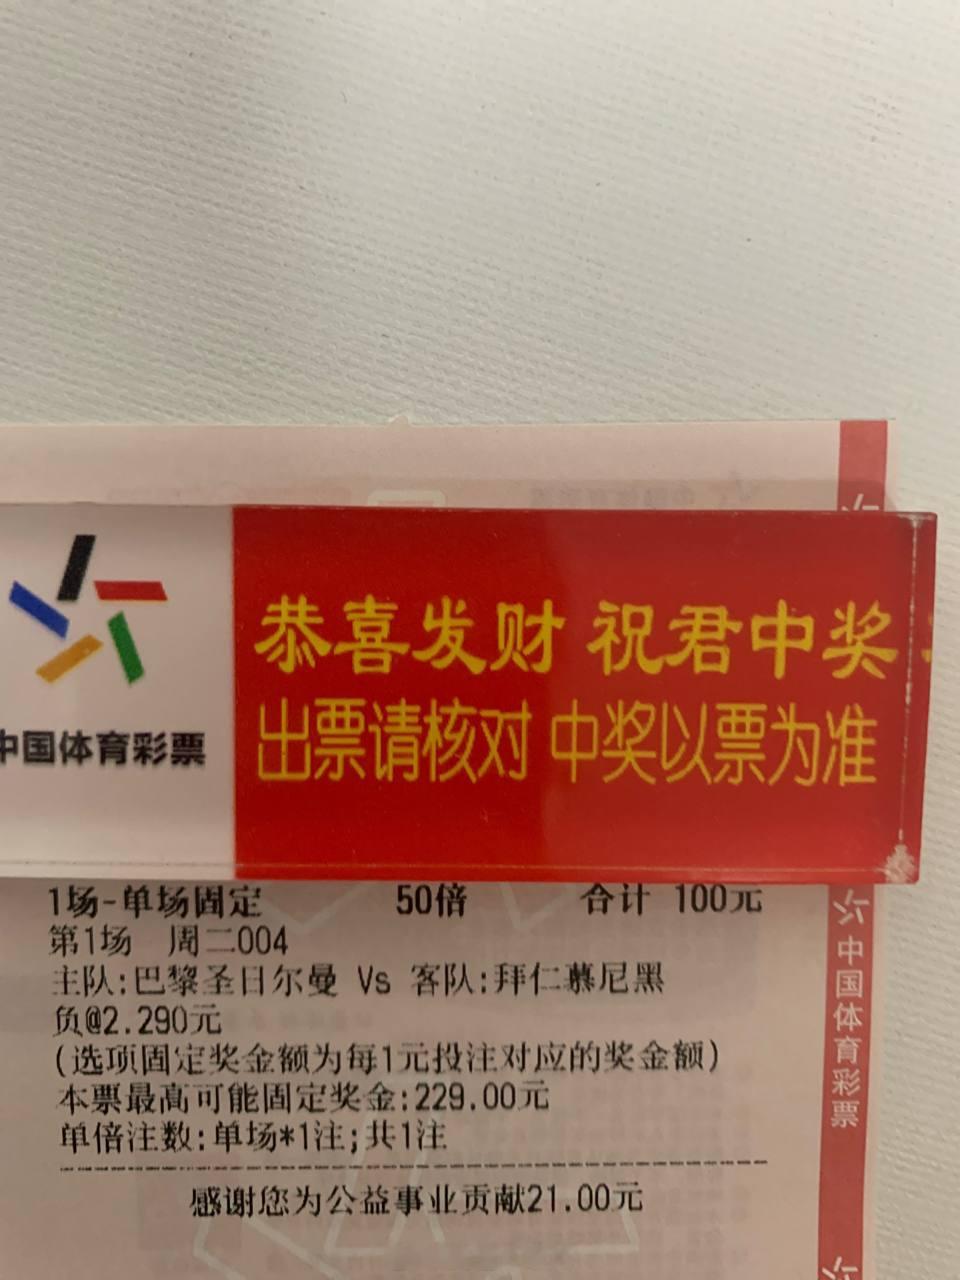 恭喜发财 祝君中奖
出票请核对 中奖以票为准
中国体育彩票
1场-单场固定 50倍 合计 100元
第1场 周二004
主队:巴黎圣日尔曼 Vs 客队:拜仁慕尼黑
负@2.290元
(选项固定奖金额为每1元投注对应的奖金额)
本票最高可能固定奖金:229.00元
单倍注数:单场*1注;共1注
感谢您为公益事业贡献21.00元
中国体育彩票